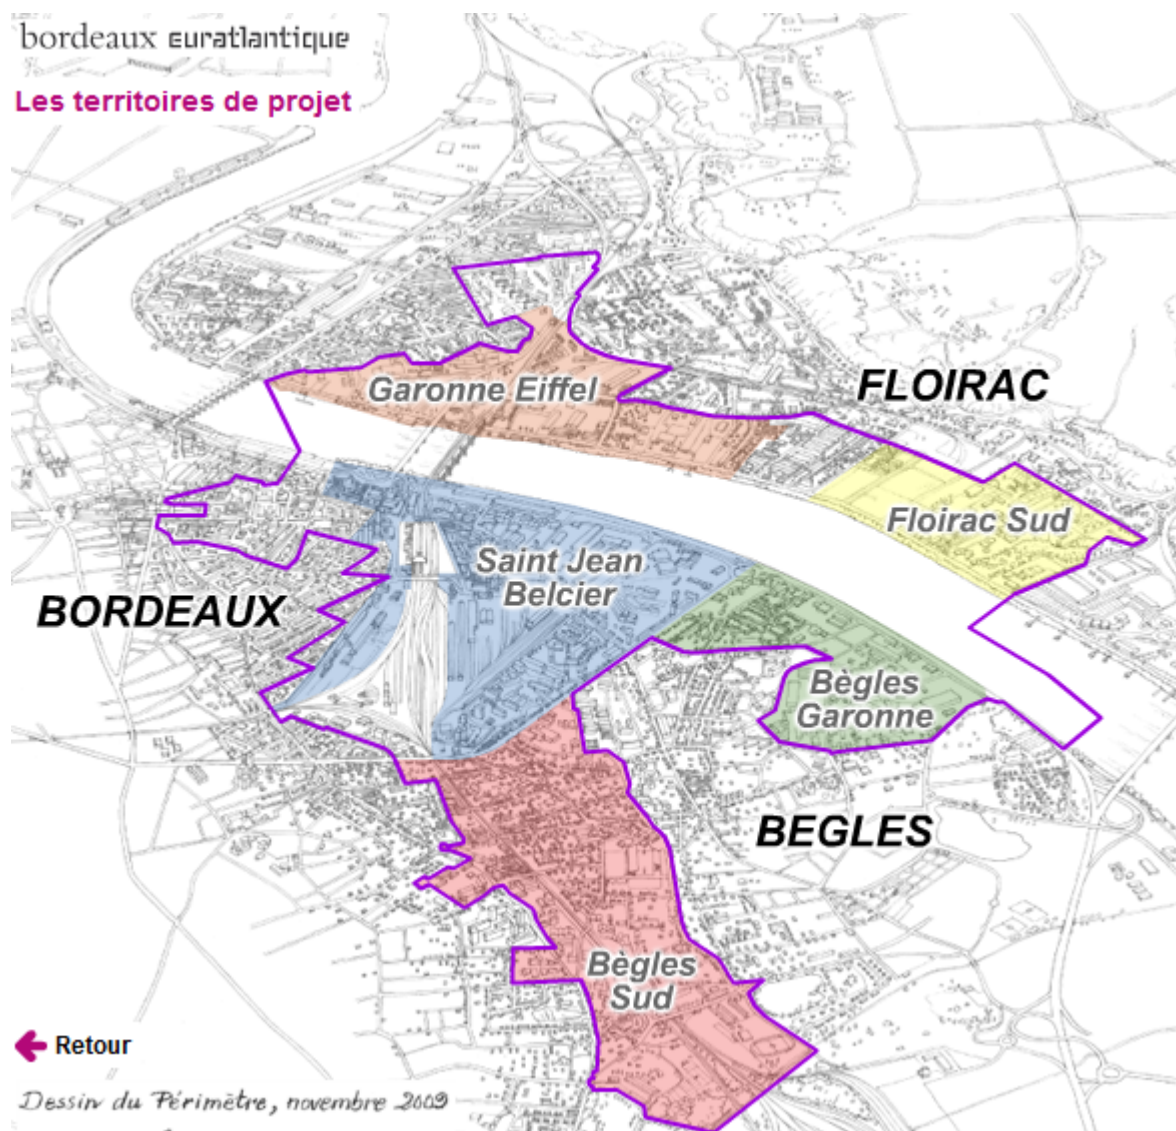 bordeaux euratlantique
Les territoires de projet
Garonne Eiffel
FLOIRAC
Floirac Sud
Saint Jean
Belcier
BORDEAUX
Bègles
Garonne
BEGLES
Bègles
Sud
Retour
Dessin du Périmètre, novembre 2009